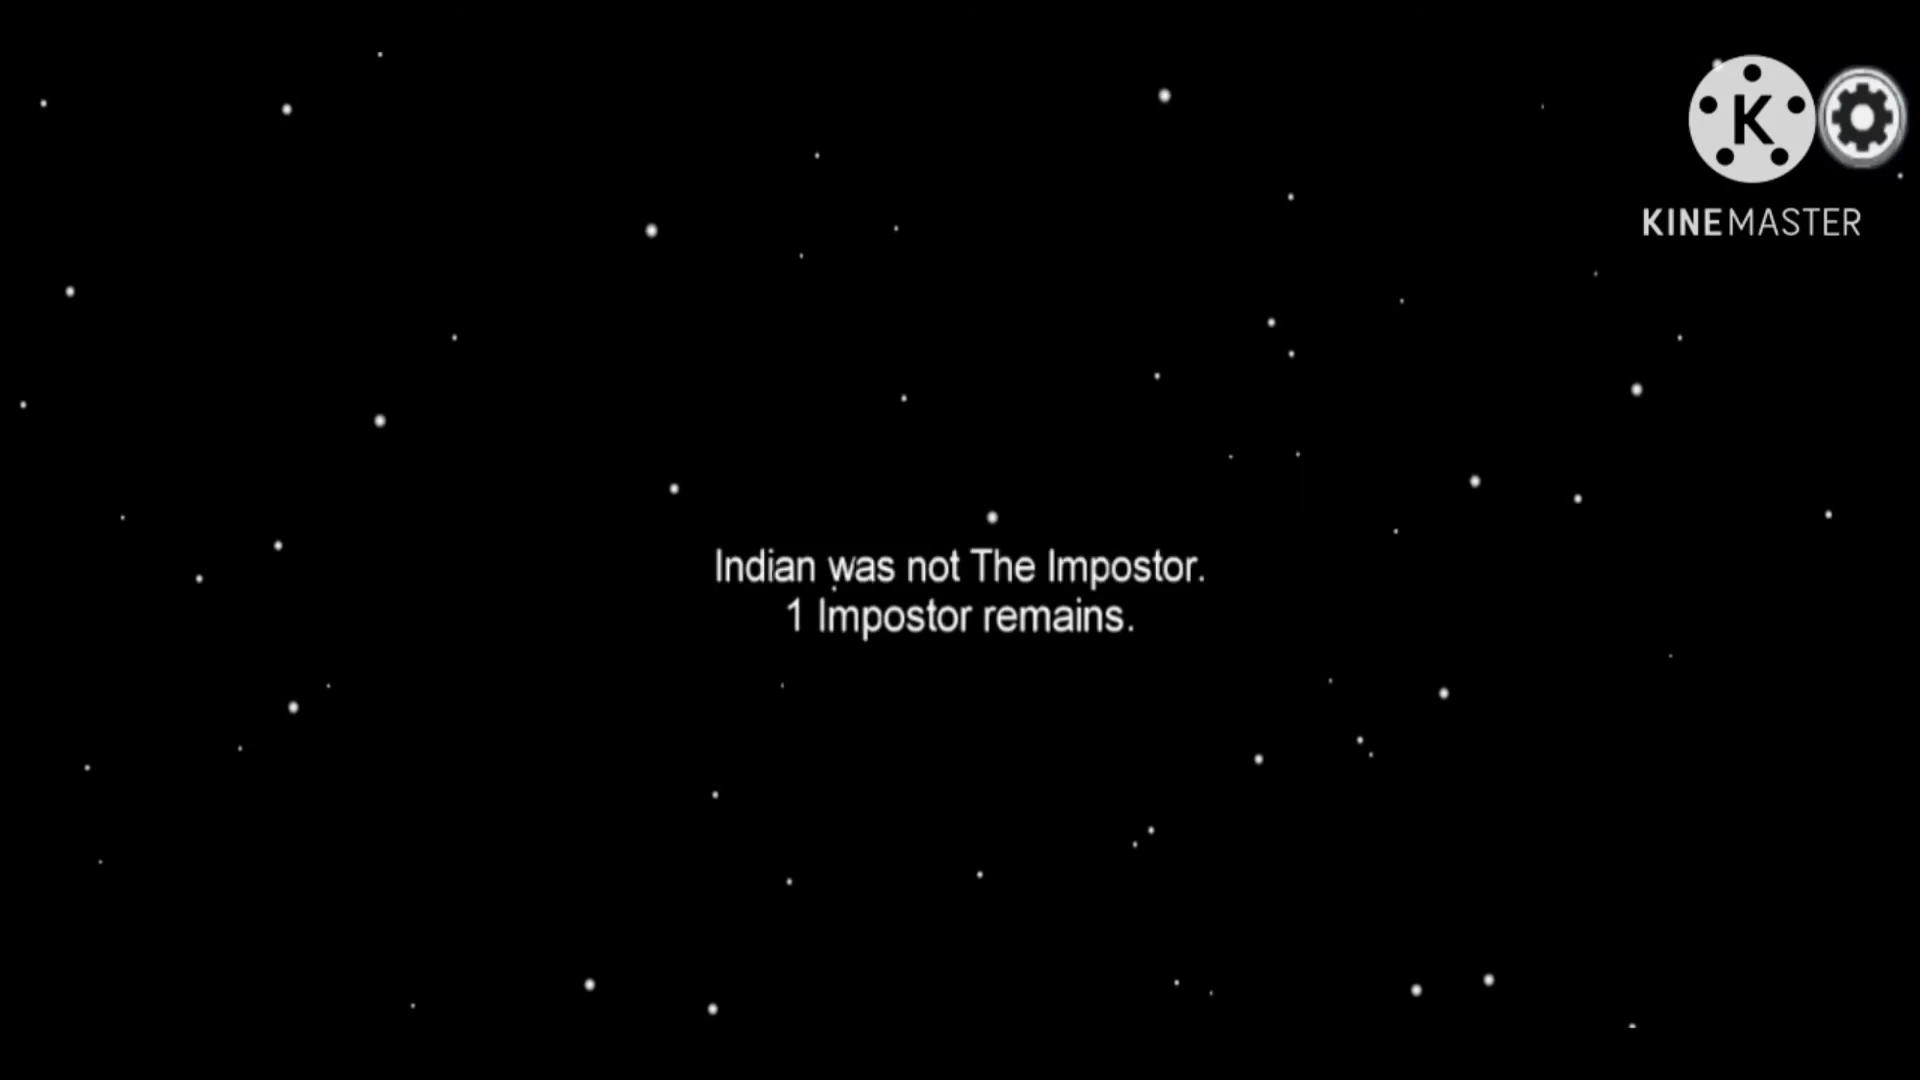 K
KINEMASTER
Indian was not The Impostor.
1 Impostor remains.